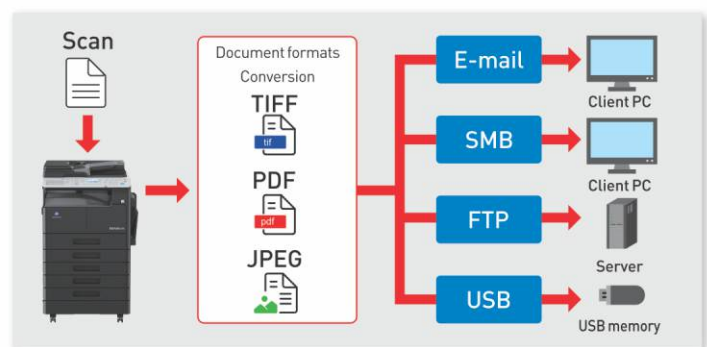 Scan
Document formats
Conversion
TIFF
tif
PDF
pdf
JPEG
E-mail
Client PC
SMB
Client PC
FTP
Server
USB
USB memory